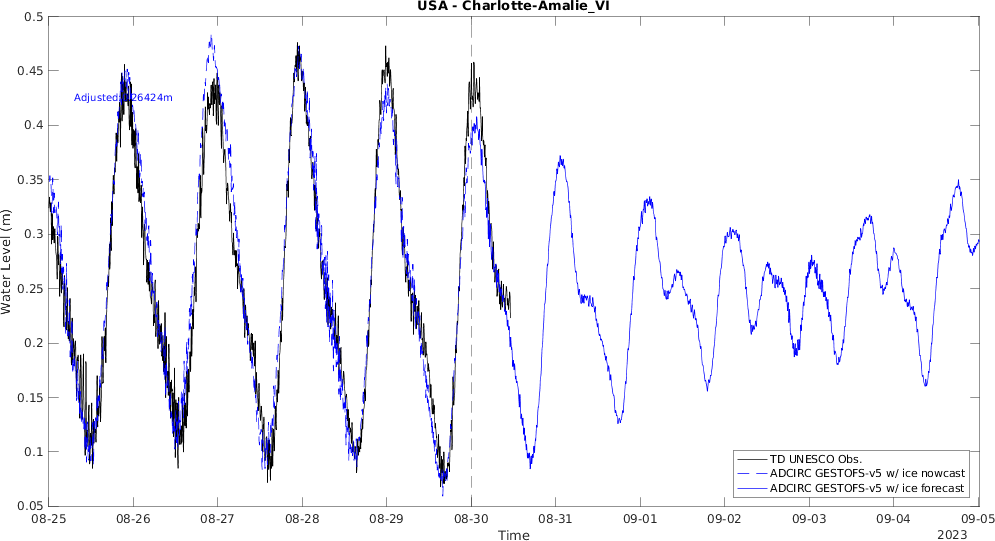 USA - Charlotte-Amalie_VI
0.5
0.45
0.4
0.35
0.3
0.25
0.2
0.15
0.1
0.05
Water Level (m)
Adjusted: 26424m
08-25 08-26 08-27 08-28 08-29 08-30 08-31 09-01 09-02 09-03 09-04 09-05
Time
2023
TD UNESCO Obs.
ADCIRC GESTOFS-v5 w/ ice nowcast
ADCIRC GESTOFS-v5 w/ ice forecast